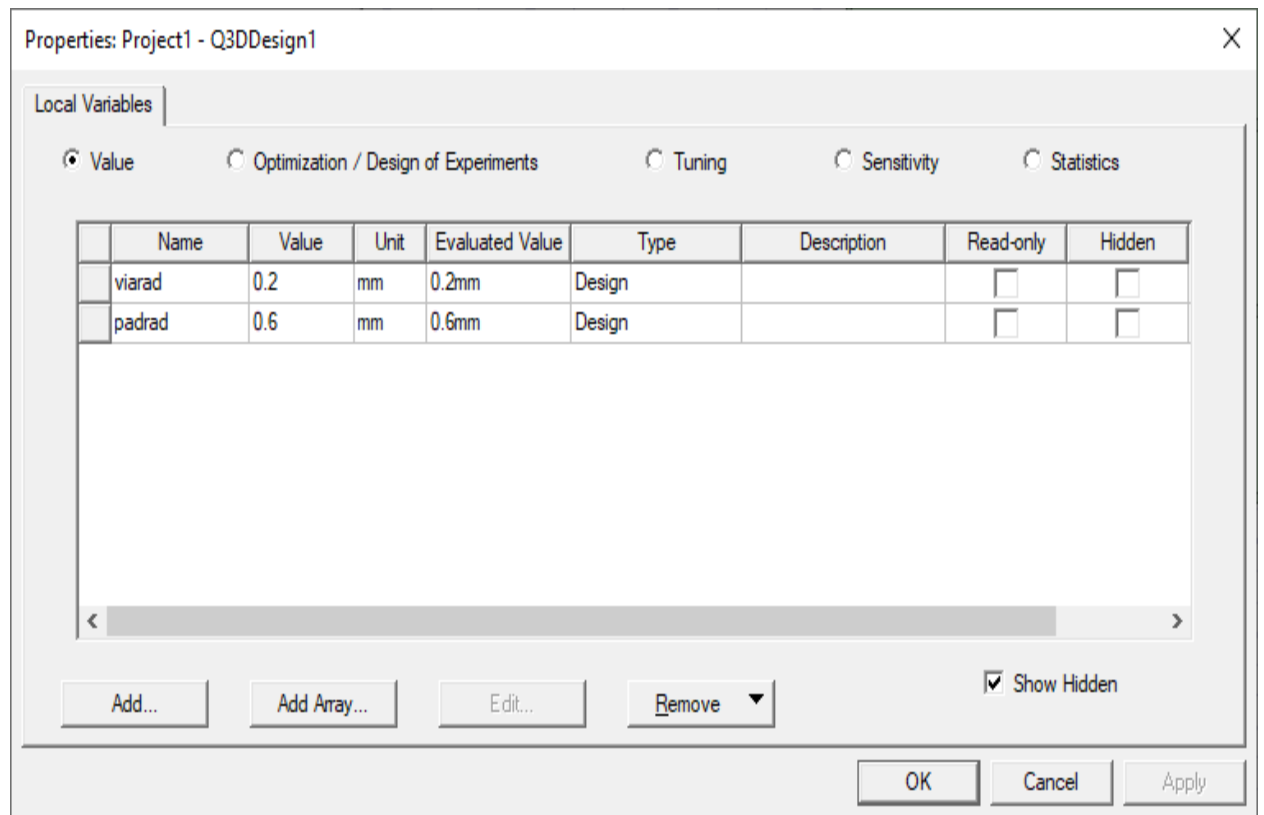 Properties: Project1 - Q3DDesign1
Local Variables
Value Optimization / Design of Experiments Tuning Sensitivity Statistics
Name Value Unit Evaluated Value Type Description Read-only Hidden
viarad 0.2 mm 0.2mm Design
padrad 0.6 mm 0.6mm Design
Show Hidden
Add... Add Array... Edit... Remove
OK Cancel Apply